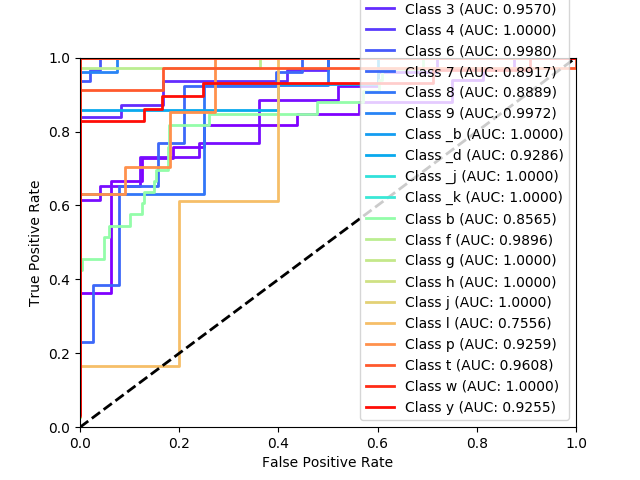 Class 3 (AUC: 0.9570)
Class 4 (AUC: 1.0000)
Class 6 (AUC: 0.9980)
Class 7 (AUC: 0.8917)
Class 8 (AUC: 0.8889)
Class 9 (AUC: 0.9972)
Class _b (AUC: 1.0000)
Class _d (AUC: 0.9286)
Class _j (AUC: 1.0000)
Class _k (AUC: 1.0000)
Class b (AUC: 0.8565)
Class f (AUC: 0.9896)
Class g (AUC: 1.0000)
Class h (AUC: 1.0000)
Class j (AUC: 1.0000)
Class l (AUC: 0.7556)
Class p (AUC: 0.9259)
Class t (AUC: 0.9608)
Class w (AUC: 1.0000)
Class y (AUC: 0.9255)
1.0
0.8
0.6
0.4
0.2
0.0
True Positive Rate
0.0 0.2 0.4 0.6 0.8 1.0
False Positive Rate